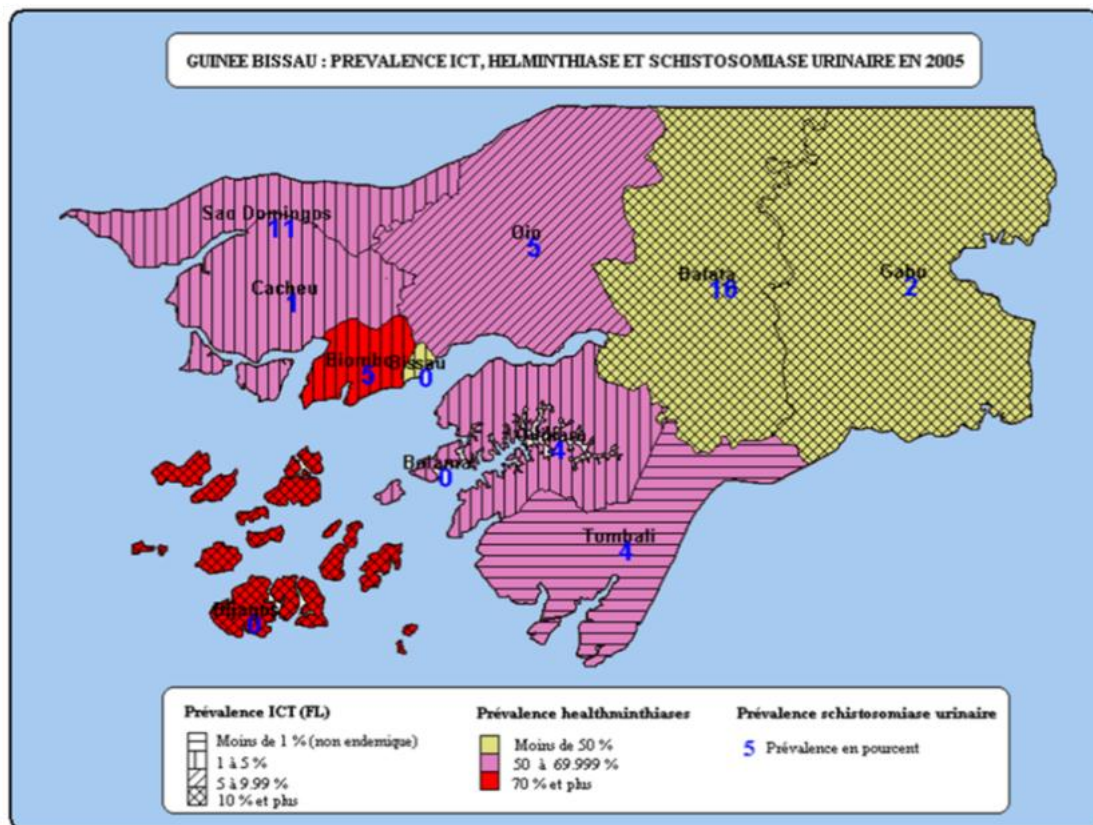 GUINEE BISSAU : PREVALENCE ICT, HELMINTHIASE ET SCHISTOSOMIASE URINAIRE EN 2005
Sao Domingos
11
Oio
5
Bafata
16
Gabu
2
Cacheu
1
Biombo
5
Bissau
0
4
Bolama
0
Tumbali
4
0
Prévalence ICT (FL)
Moins de 1 % (non endemique)
1 à 5 %
5 à 9.99 %
10 % et plus
Prévalence healthminthiases
Moins de 50 %
50 à 69.999 %
70 % et plus
Prévalence schistosomiase urinaire
5 Prévalence en pourcent